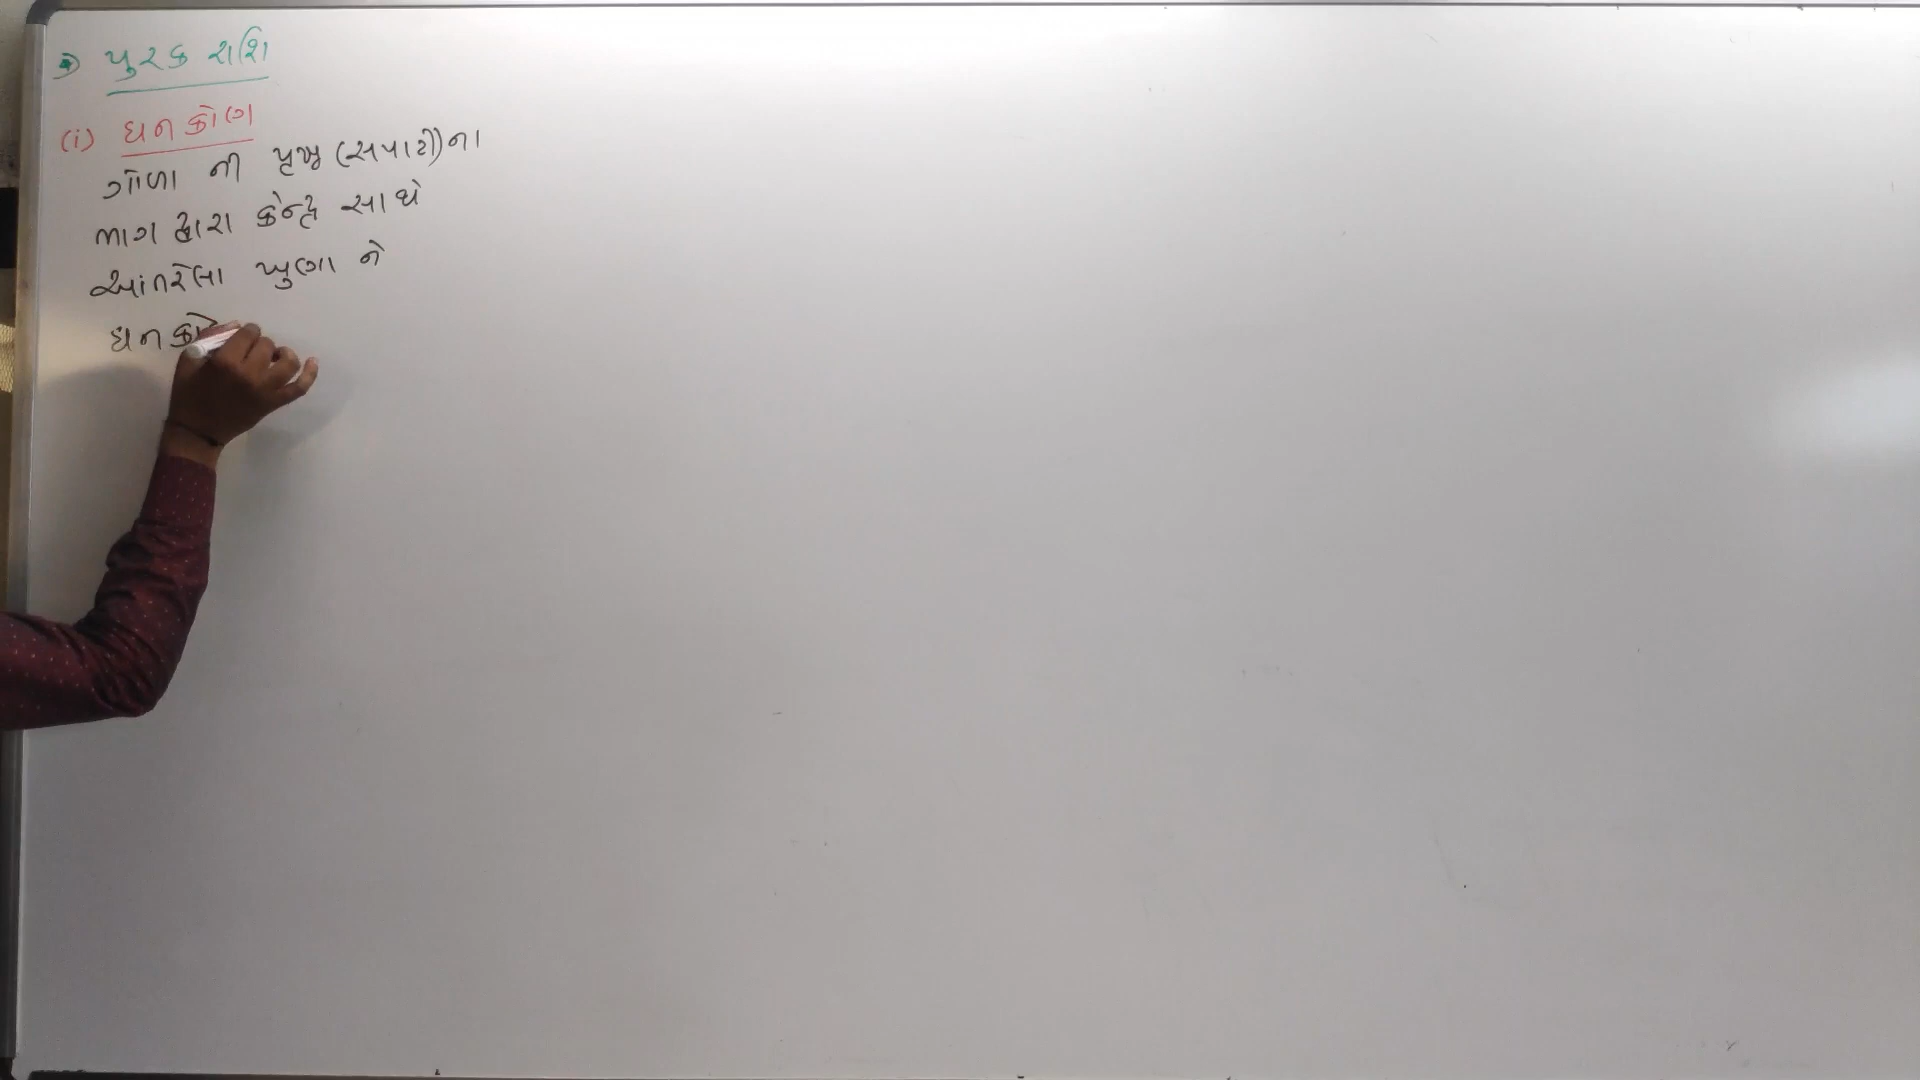 પુરક રાશિ
(i) ઘનકોણ
ગોળા ની પૃષ્ઠ (સપાટી)ના
ભાગ દ્વારા કેન્દ્ર સાથે
આંતરેલા ખુણા ને
ઘનકો